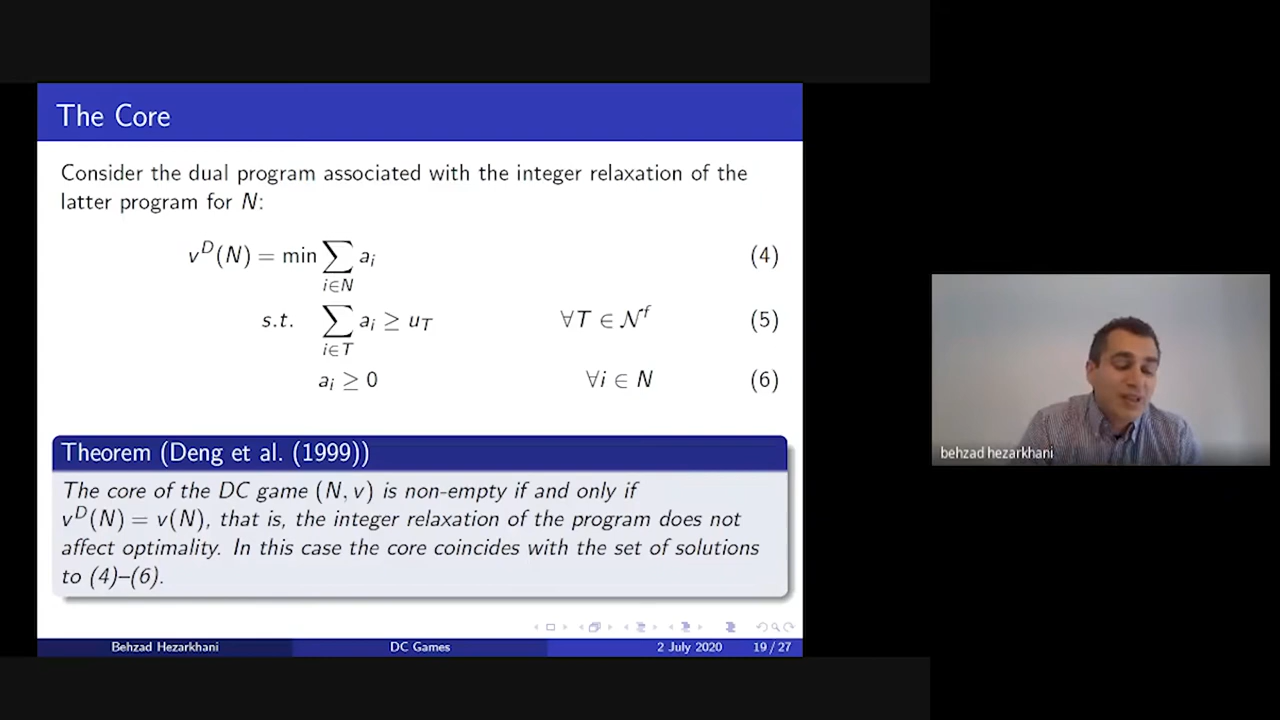 The Core
Consider the dual program associated with the integer relaxation of the
latter program for N:
v^D(N) = min ∑_{i∈N} a_i (4)
s.t. ∑_{i∈T} a_i ≥ u_T ∀T ∈ 𝒩^f (5)
a_i ≥ 0 ∀i ∈ N (6)
Theorem (Deng et al. (1999))
The core of the DC game (N, v) is non-empty if and only if
v^D(N) = v(N), that is, the integer relaxation of the program does not
affect optimality. In this case the core coincides with the set of solutions
to (4)–(6).
Behzad Hezarkhani DC Games 2 July 2020 19 / 27
behzad hezarkhani